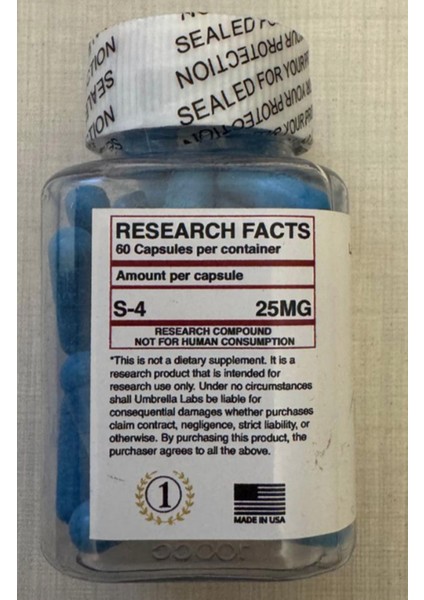 SEALED FOR
YOUR PROTECTION
SEALED FOR YOUR
YOUR PROTECTION
SEALED
RESEARCH FACTS
60 Capsules per container
Amount per capsule
S-4 25MG
RESEARCH COMPOUND
NOT FOR HUMAN CONSUMPTION
*This is not a dietary supplement. It is a
research product that is intended for
research use only. Under no circumstances
shall Umbrella Labs be liable for
consequential damages whether purchases
claim contract, negligence, strict liability, or
otherwise. By purchasing this product, the
purchaser agrees to all the above.
1
MADE IN USA